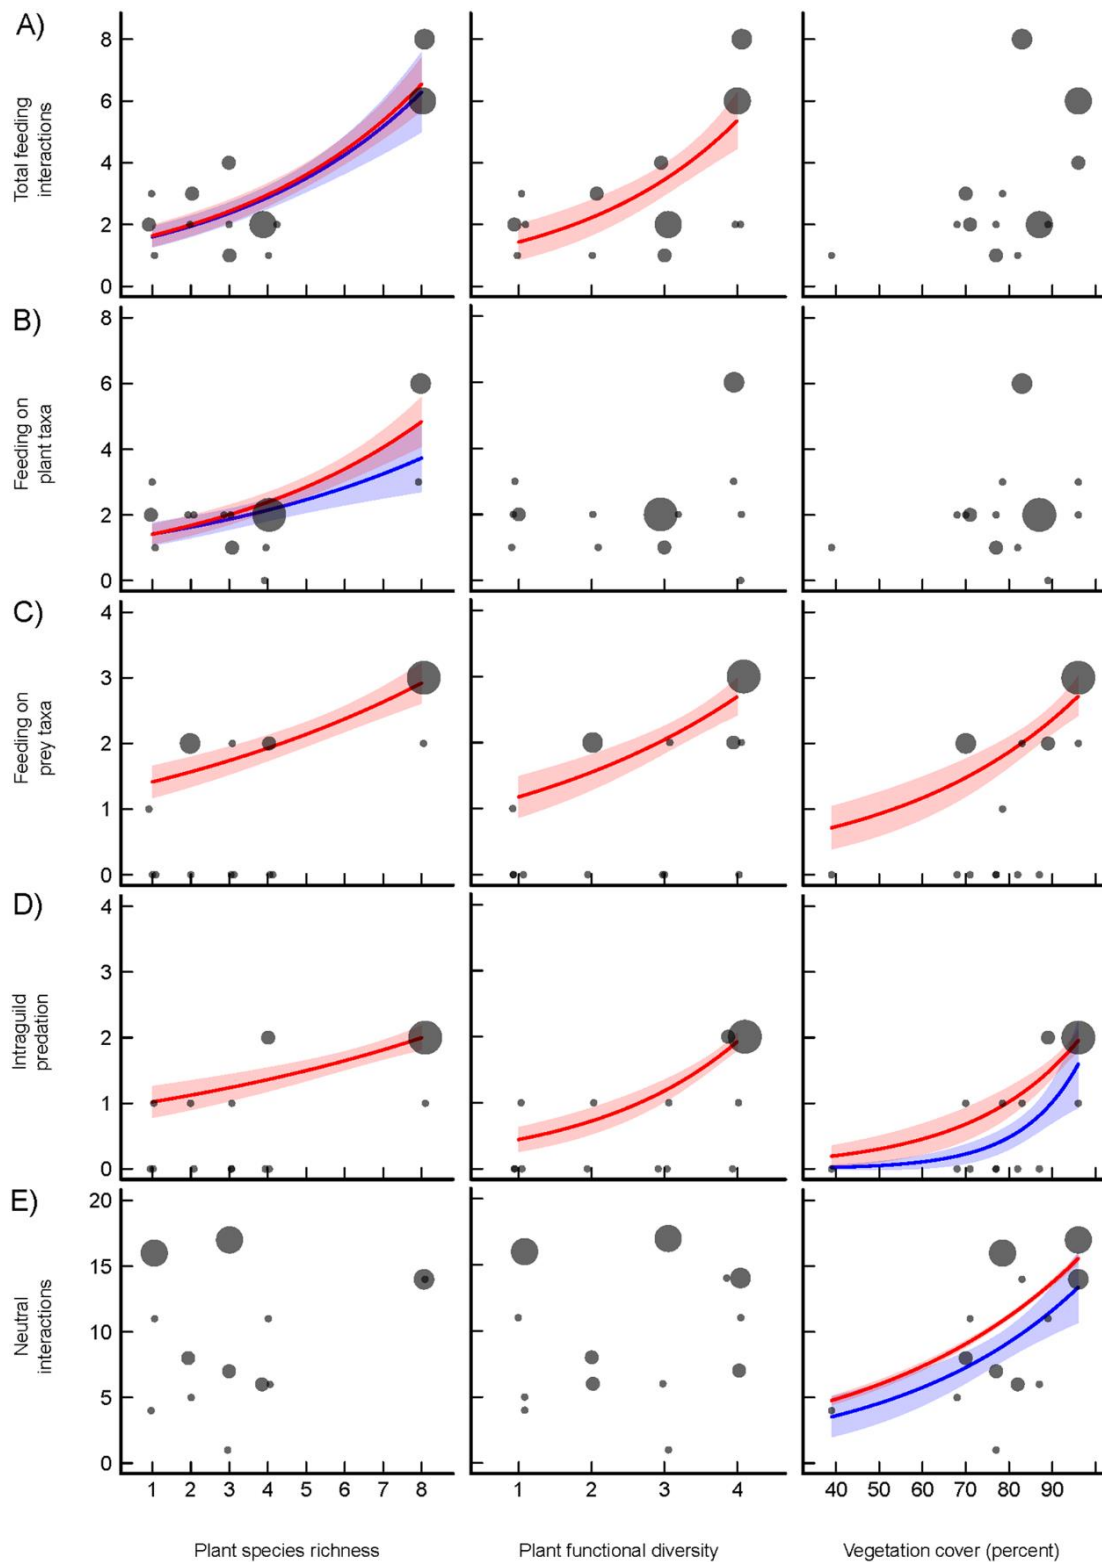 A)
Total feeding
interactions
8
6
4
2
0
B)
Feeding on
plant taxa
8
6
4
2
0
C)
Feeding on
prey taxa
4
3
2
1
0
D)
Intraguild
predation
4
3
2
1
0
E)
Neutral
interactions
20
15
10
5
0
1 2 3 4 5 6 7 8
1 2 3 4
40 50 60 70 80 90
Plant species richness
Plant functional diversity
Vegetation cover (percent)